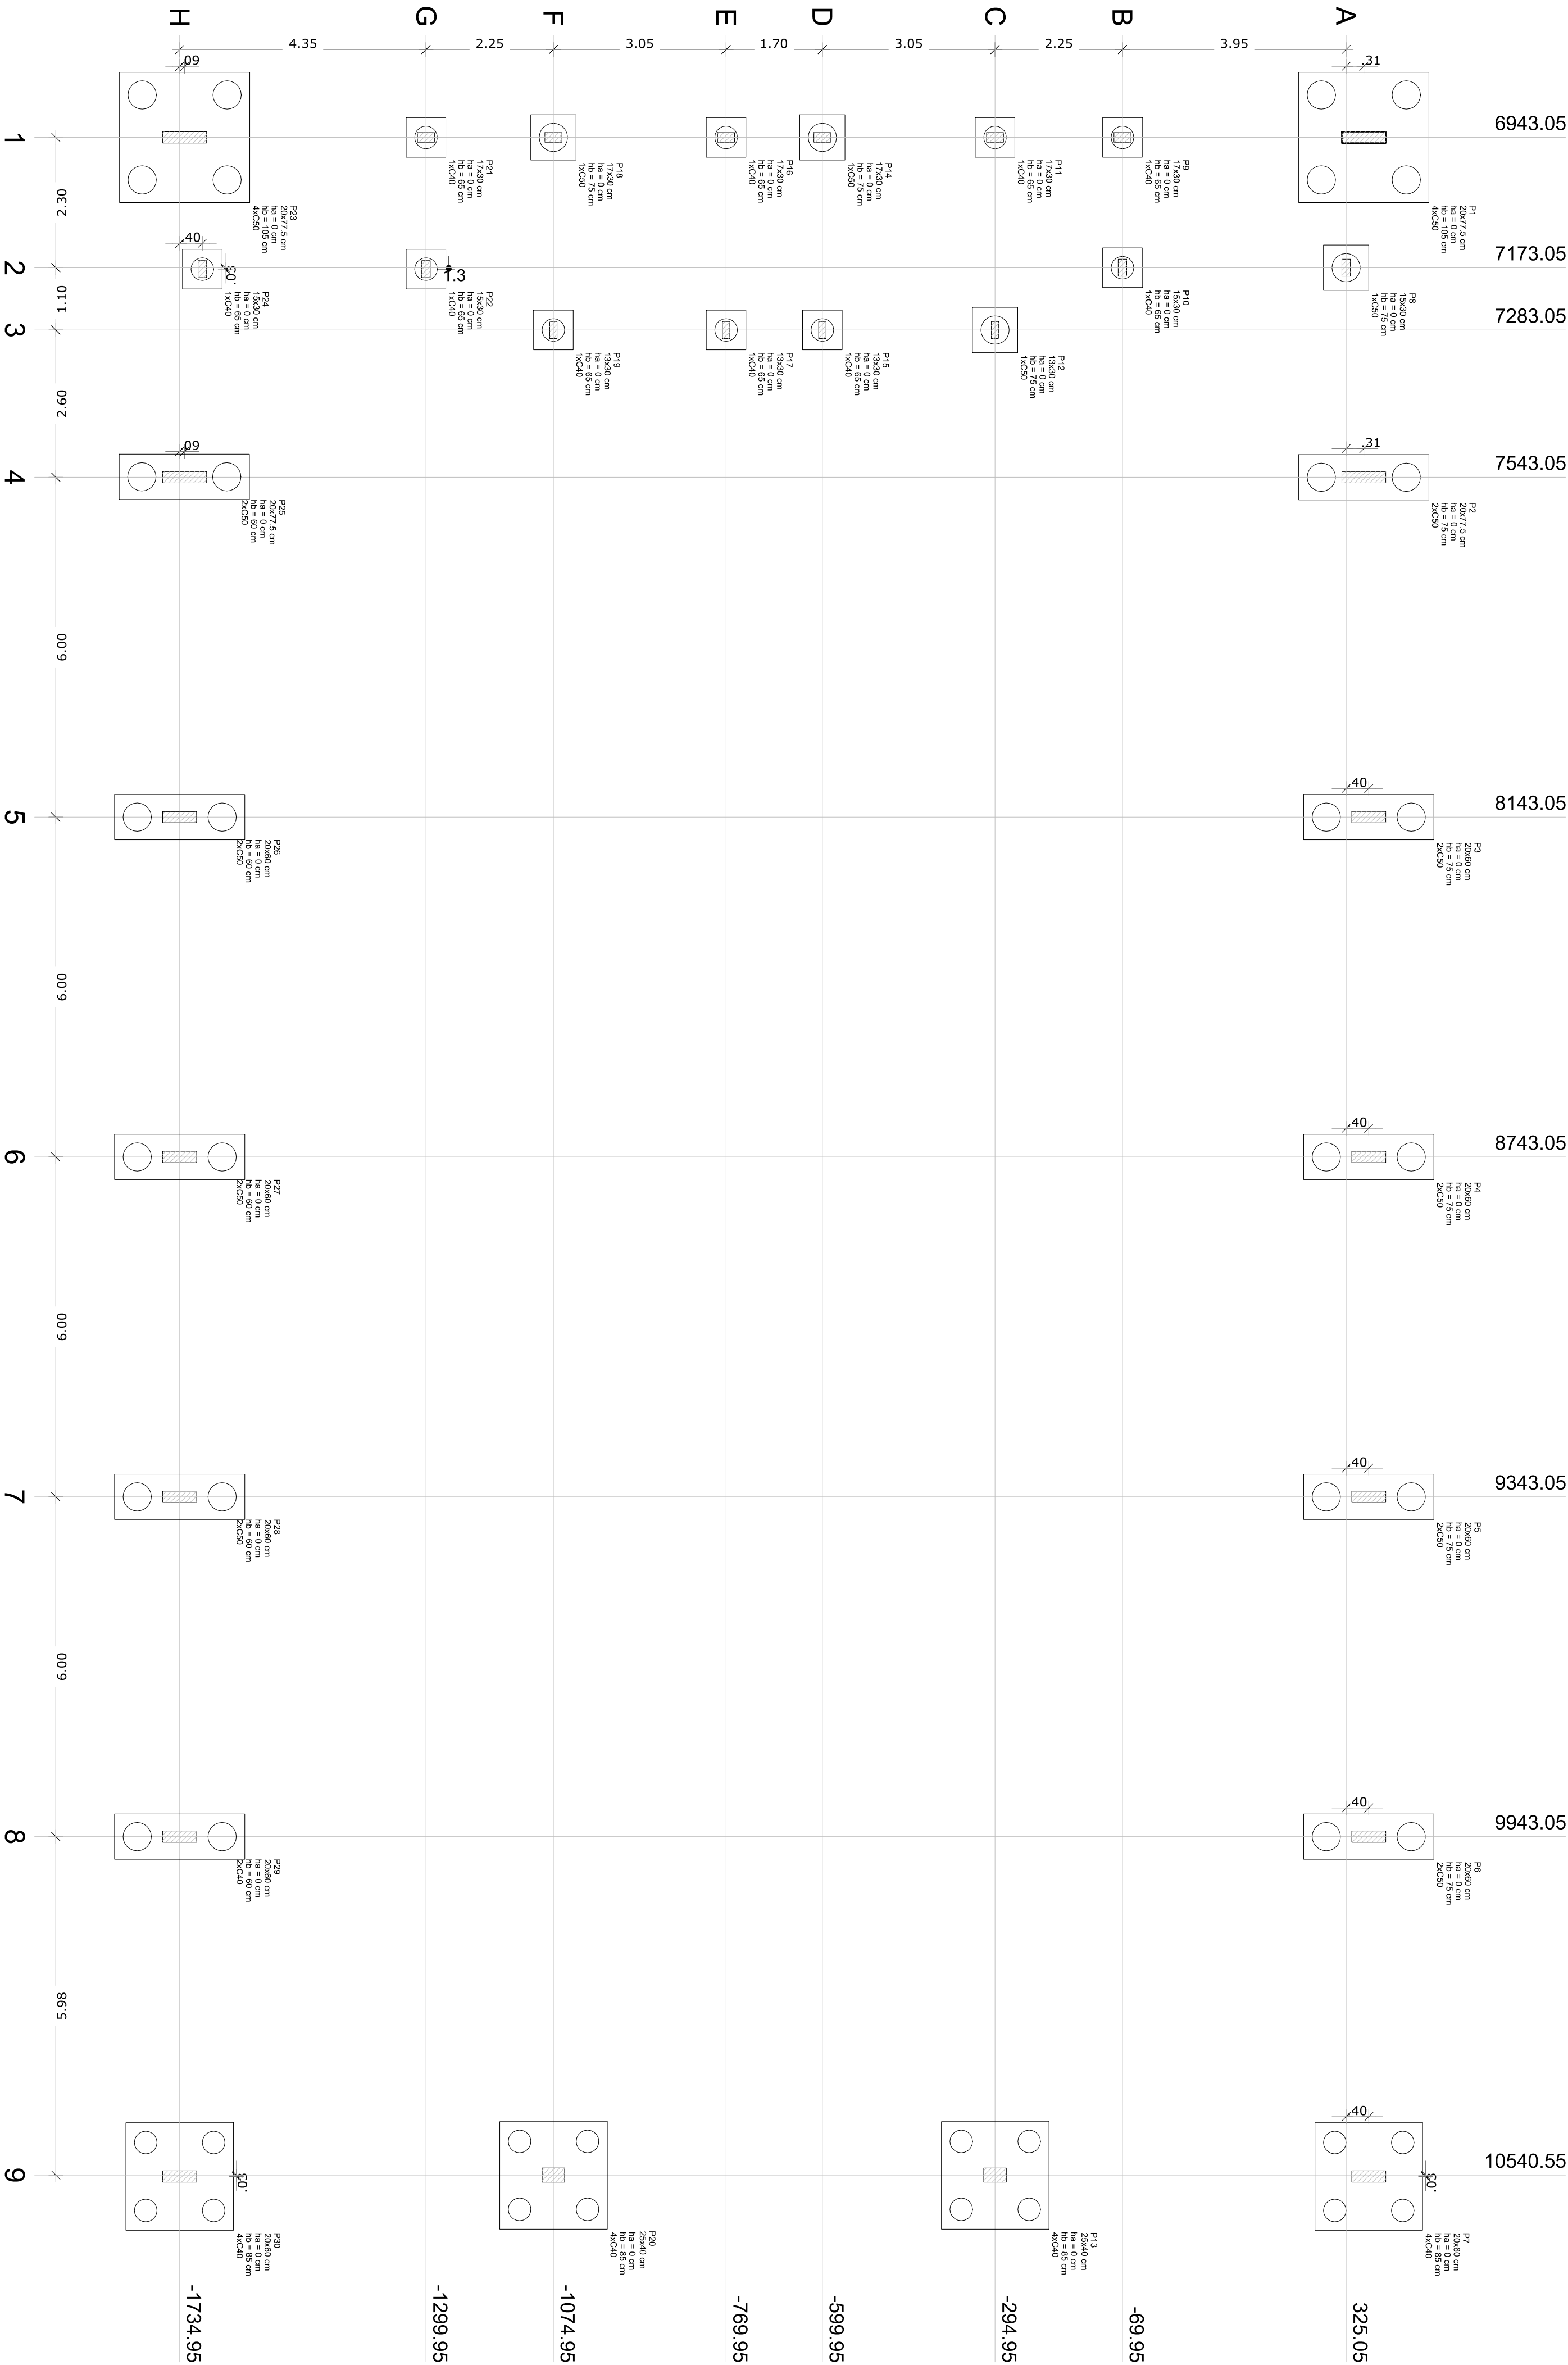 H
G
F
E
D
C
B
A
4.35
2.25
3.05
1.70
3.05
2.25
3.95
.09
.31
1
6943.05
P23
20x77.5 cm
ha = 0 cm
hb = 105 cm
4xC50
P21
17x30 cm
ha = 0 cm
hb = 65 cm
1xC40
P18
17x30 cm
ha = 0 cm
hb = 75 cm
1xC50
P16
17x30 cm
ha = 0 cm
hb = 65 cm
1xC40
P14
17x30 cm
ha = 0 cm
hb = 75 cm
1xC50
P11
17x30 cm
ha = 0 cm
hb = 65 cm
1xC40
P9
17x30 cm
ha = 0 cm
hb = 65 cm
1xC40
P1
20x77.5 cm
ha = 0 cm
hb = 105 cm
4xC50
2.30
2
7173.05
.40
.03
P24
15x30 cm
ha = 0 cm
hb = 65 cm
1xC40
1.3
P22
15x30 cm
ha = 0 cm
hb = 65 cm
1xC40
P10
15x30 cm
ha = 0 cm
hb = 65 cm
1xC40
P8
15x30 cm
ha = 0 cm
hb = 75 cm
1xC50
1.10
3
7283.05
P19
13x30 cm
ha = 0 cm
hb = 65 cm
1xC40
P17
13x30 cm
ha = 0 cm
hb = 65 cm
1xC40
P15
13x30 cm
ha = 0 cm
hb = 65 cm
1xC40
P12
13x30 cm
ha = 0 cm
hb = 75 cm
1xC50
2.60
4
7543.05
.09
.31
P25
20x77.5 cm
ha = 0 cm
hb = 60 cm
2xC50
P2
20x77.5 cm
ha = 0 cm
hb = 75 cm
2xC50
6.00
5
8143.05
.40
P26
20x60 cm
ha = 0 cm
hb = 60 cm
2xC50
P3
20x60 cm
ha = 0 cm
hb = 75 cm
2xC50
6.00
6
8743.05
.40
P27
20x60 cm
ha = 0 cm
hb = 60 cm
2xC50
P4
20x60 cm
ha = 0 cm
hb = 75 cm
2xC50
6.00
7
9343.05
.40
P28
20x60 cm
ha = 0 cm
hb = 60 cm
2xC50
P5
20x60 cm
ha = 0 cm
hb = 75 cm
2xC50
6.00
8
9943.05
.40
P29
20x60 cm
ha = 0 cm
hb = 60 cm
2xC40
P6
20x60 cm
ha = 0 cm
hb = 75 cm
2xC50
5.98
9
10540.55
.40
.03
.03
P30
20x60 cm
ha = 0 cm
hb = 85 cm
4xC40
P20
25x40 cm
ha = 0 cm
hb = 85 cm
4xC40
P13
25x40 cm
ha = 0 cm
hb = 85 cm
4xC40
P7
20x60 cm
ha = 0 cm
hb = 85 cm
4xC40
-1734.95
-1299.95
-1074.95
-769.95
-599.95
-294.95
-69.95
325.05